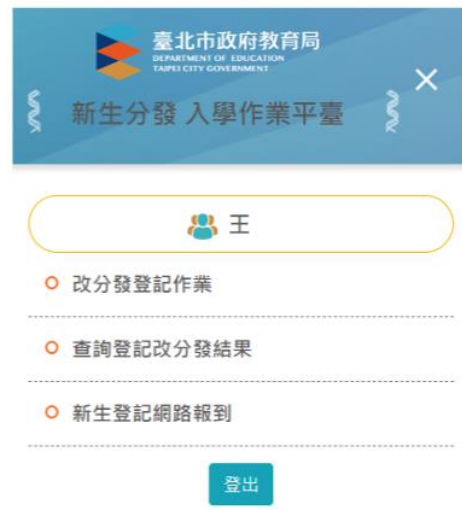 臺北市政府教育局
DEPARTMENT OF EDUCATION
TAIPEI CITY GOVERNMENT
新生分發 入學作業平臺
王
改分發登記作業
查詢登記改分發結果
新生登記網路報到
登出